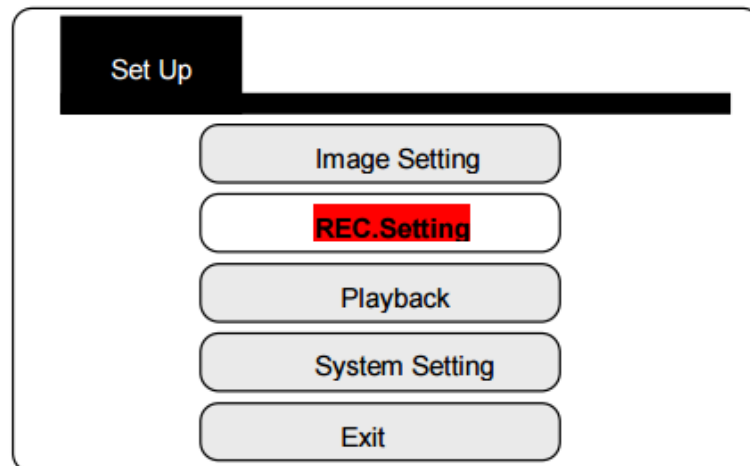 Set Up
Image Setting
REC.Setting
Playback
System Setting
Exit